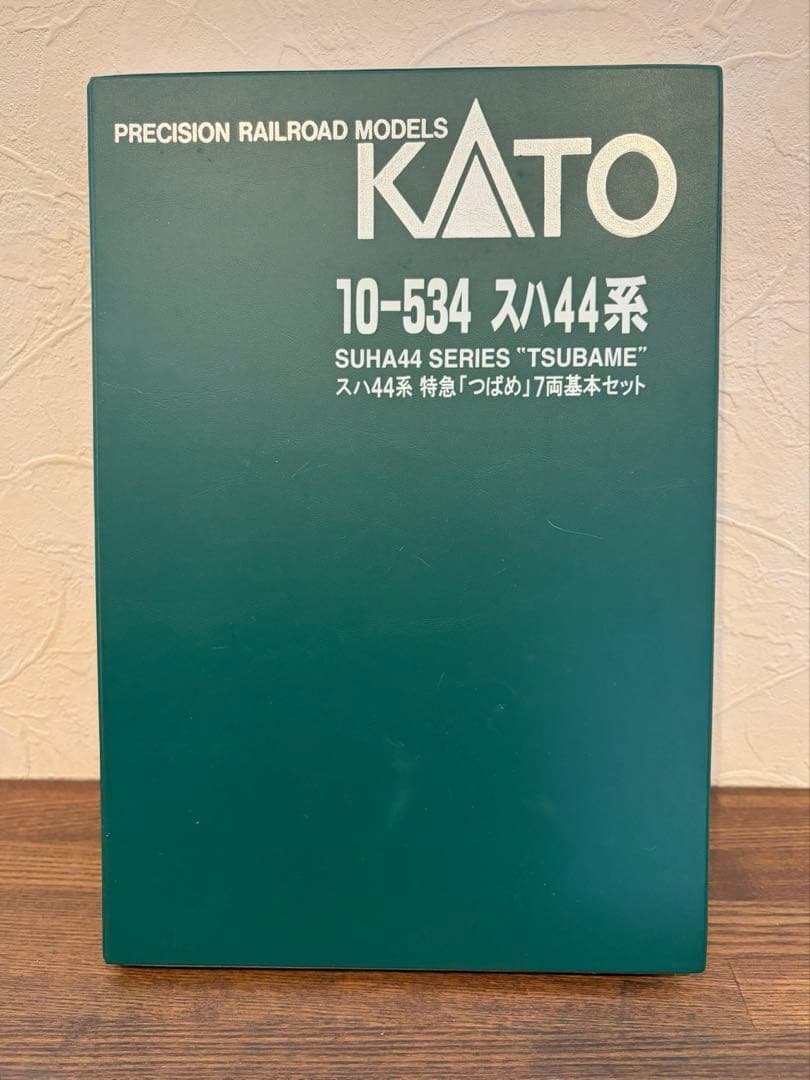 PRECISION RAILROAD MODELS
KATO
10-534 スハ44系
SUHA44 SERIES "TSUBAME"
スハ44系 特急「つばめ」7両基本セット